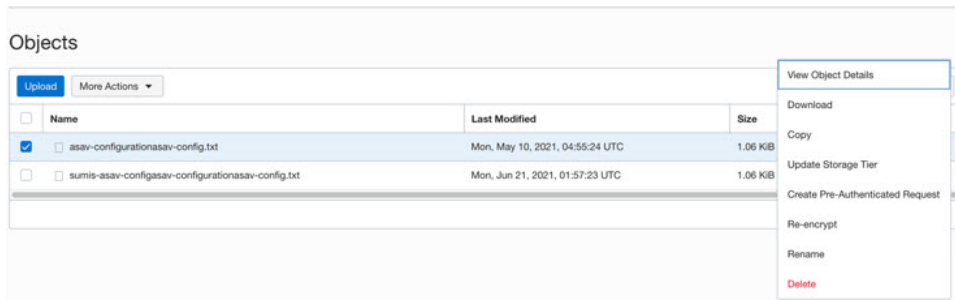 Objects
Upload More Actions
Name Last Modified Size
asav-configurationasav-config.txt Mon, May 10, 2021, 04:55:24 UTC 1.06 KiB
sumis-asav-configasav-configurationasav-config.txt Mon, Jun 21, 2021, 01:57:23 UTC 1.06 KiB
View Object Details
Download
Copy
Update Storage Tier
Create Pre-Authenticated Request
Re-encrypt
Rename
Delete